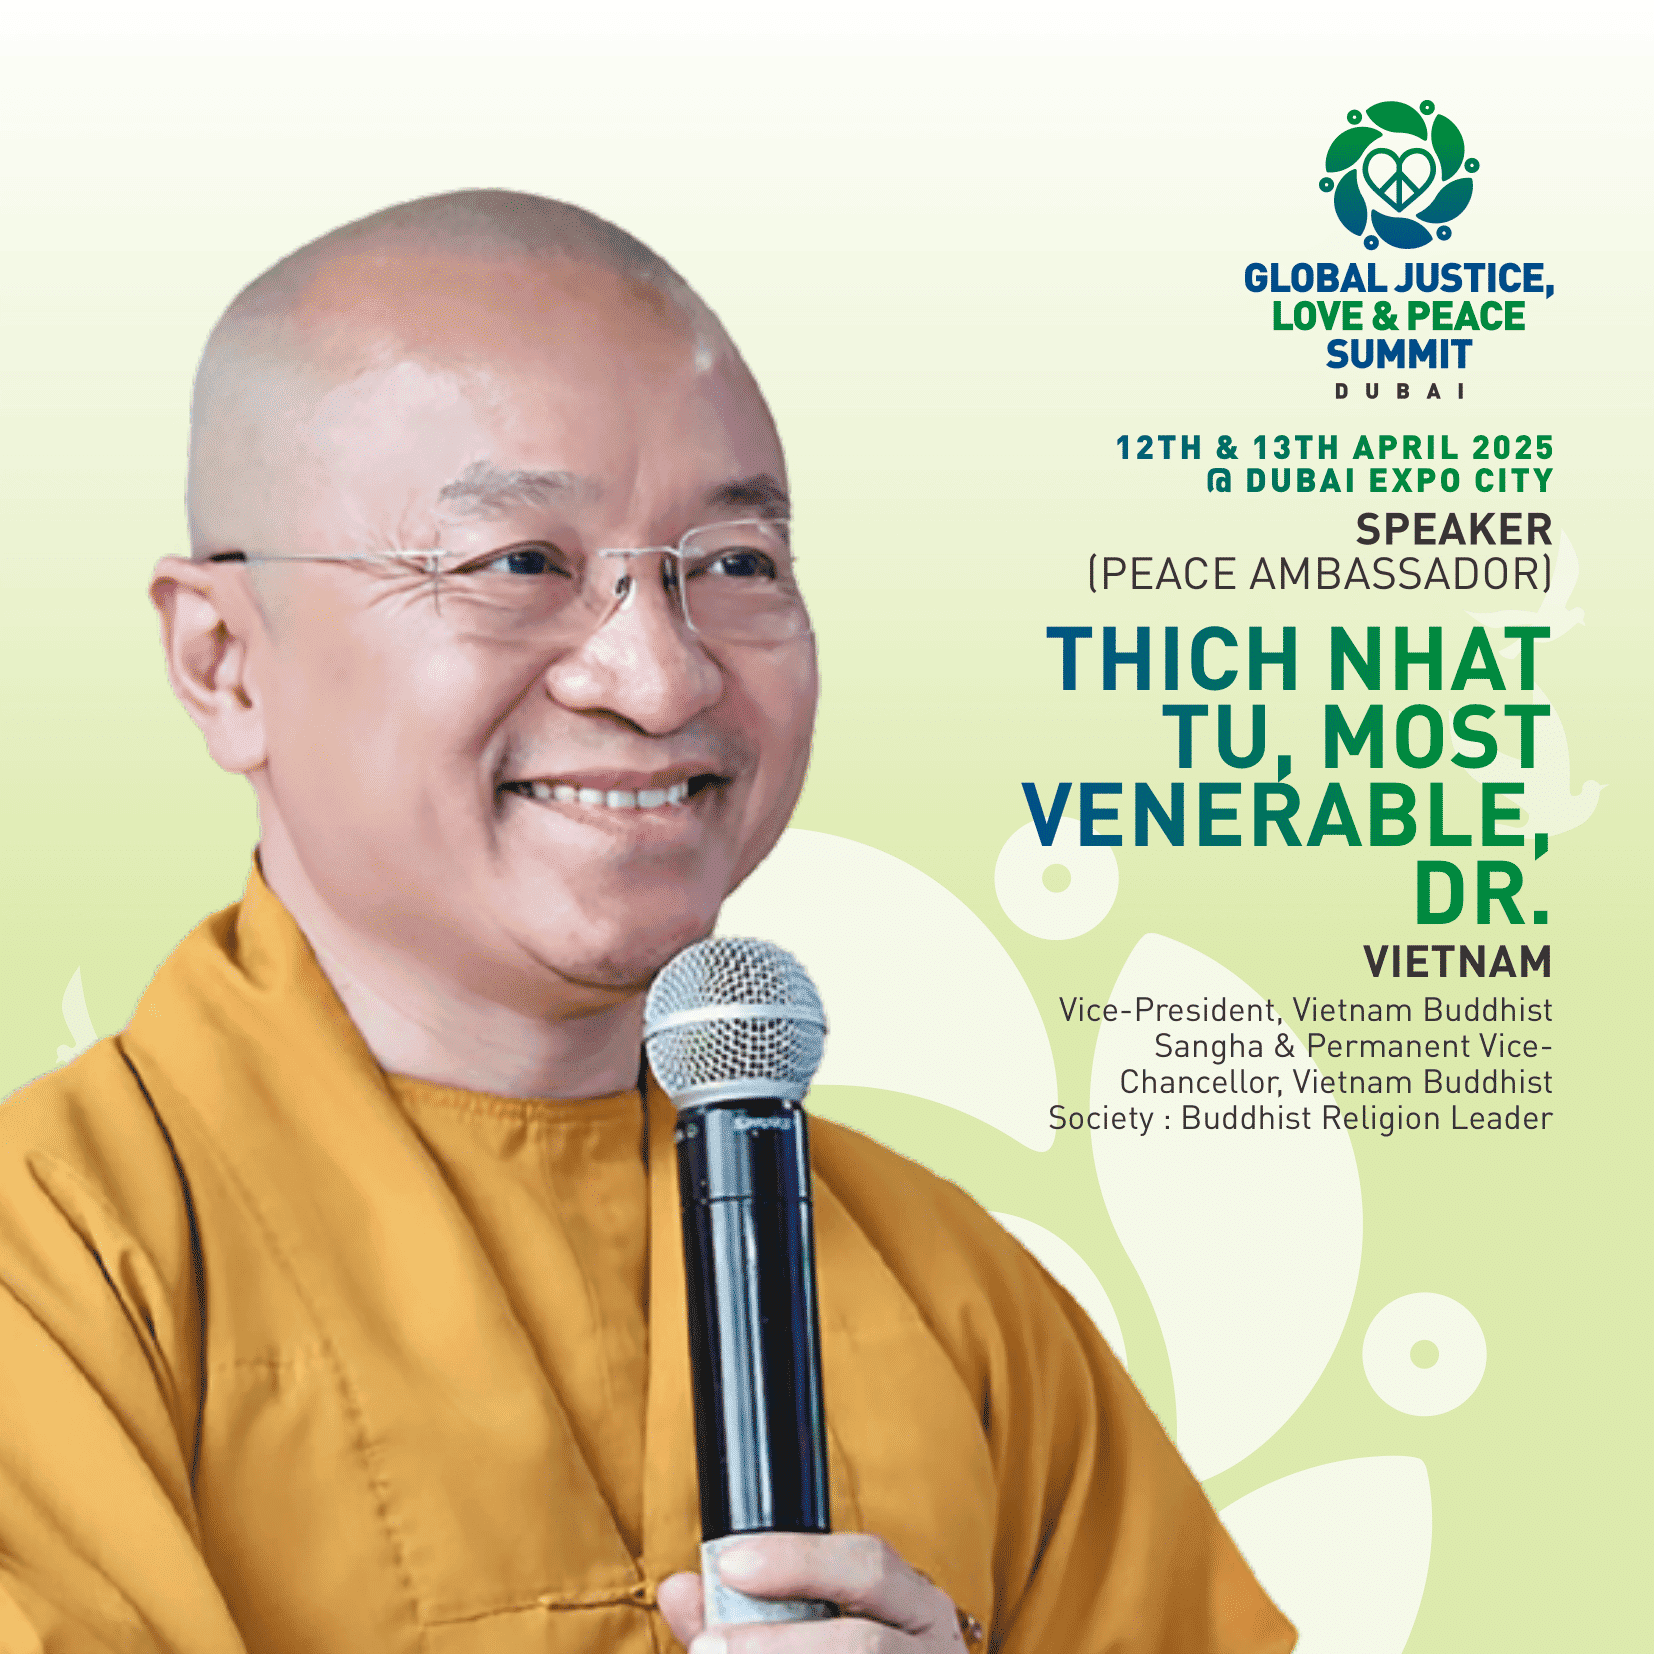 GLOBAL JUSTICE,
LOVE & PEACE
SUMMIT
DUBAI
12TH & 13TH APRIL 2025
@ DUBAI EXPO CITY
SPEAKER
(PEACE AMBASSADOR)
THICH NHAT
TU, MOST
VENERABLE,
DR.
VIETNAM
Vice-President, Vietnam Buddhist
Sangha & Permanent Vice-
Chancellor, Vietnam Buddhist
Society : Buddhist Religion Leader